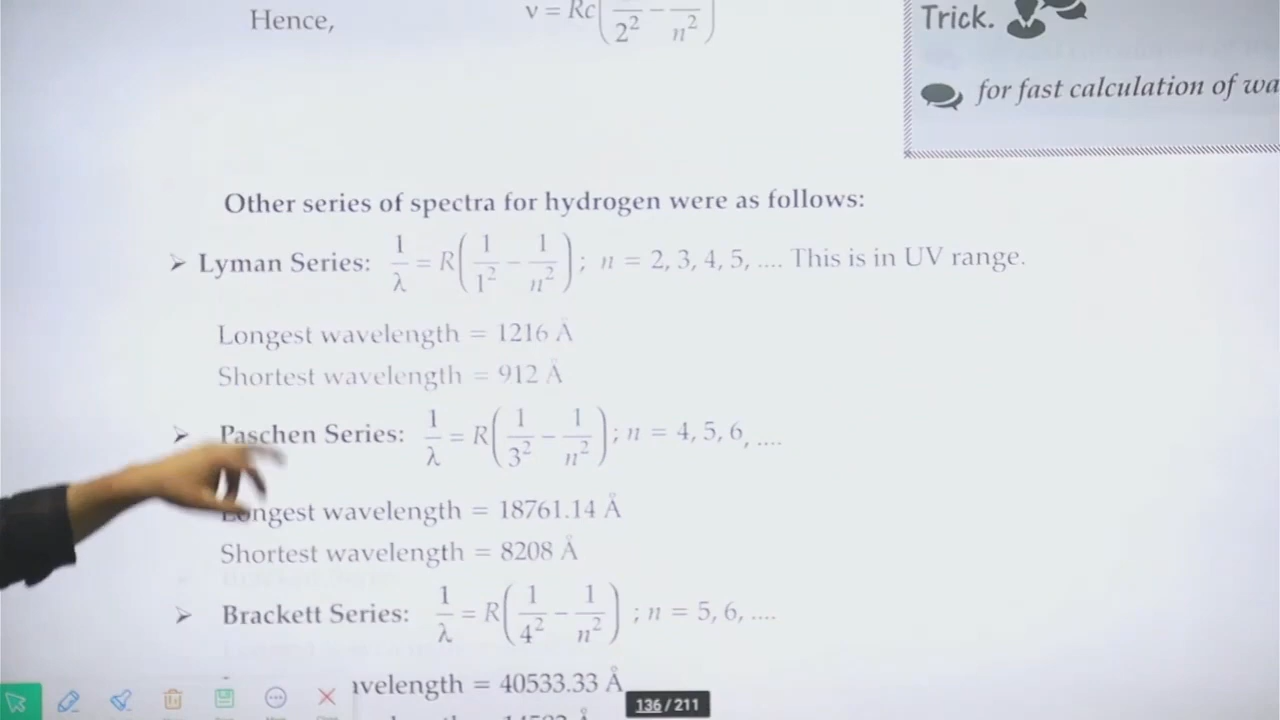 Hence, ν = Rc(1/2² − 1/n²)
Trick.
for fast calculation of wa
Other series of spectra for hydrogen were as follows:
➤ Lyman Series: 1/λ = R(1/1² − 1/n²); n = 2, 3, 4, 5, .... This is in UV range.
Longest wavelength = 1216 Å
Shortest wavelength = 912 Å
➤ Paschen Series: 1/λ = R(1/3² − 1/n²); n = 4, 5, 6, ....
Longest wavelength = 18761.14 Å
Shortest wavelength = 8208 Å
➤ Brackett Series: 1/λ = R(1/4² − 1/n²) ; n = 5, 6, ....
avelength = 40533.33 Å
136 / 211